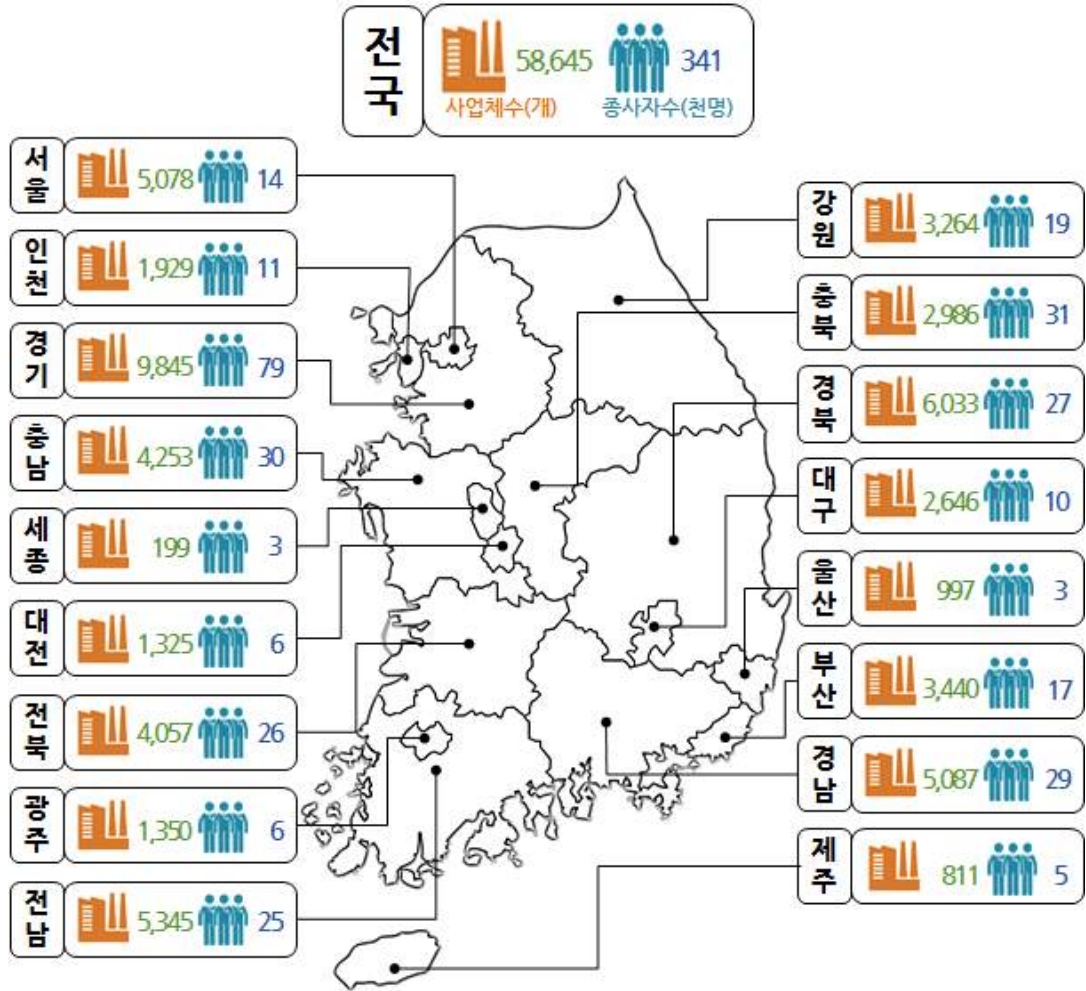 전국 58,645 341
사업체수(개) 종사자수(천명)
서울 5,078 14
인천 1,929 11
경기 9,845 79
충남 4,253 30
세종 199 3
대전 1,325 6
전북 4,057 26
광주 1,350 6
전남 5,345 25
강원 3,264 19
충북 2,986 31
경북 6,033 27
대구 2,646 10
울산 997 3
부산 3,440 17
경남 5,087 29
제주 811 5